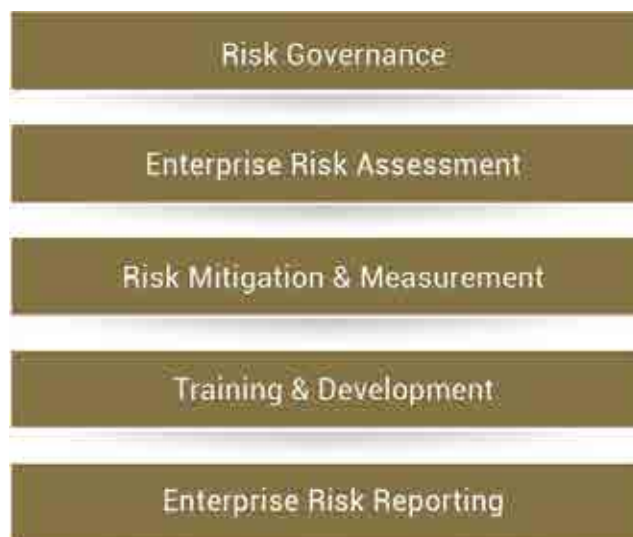 Risk Governance
Enterprise Risk Assessment
Risk Mitigation & Measurement
Training & Development
Enterprise Risk Reporting